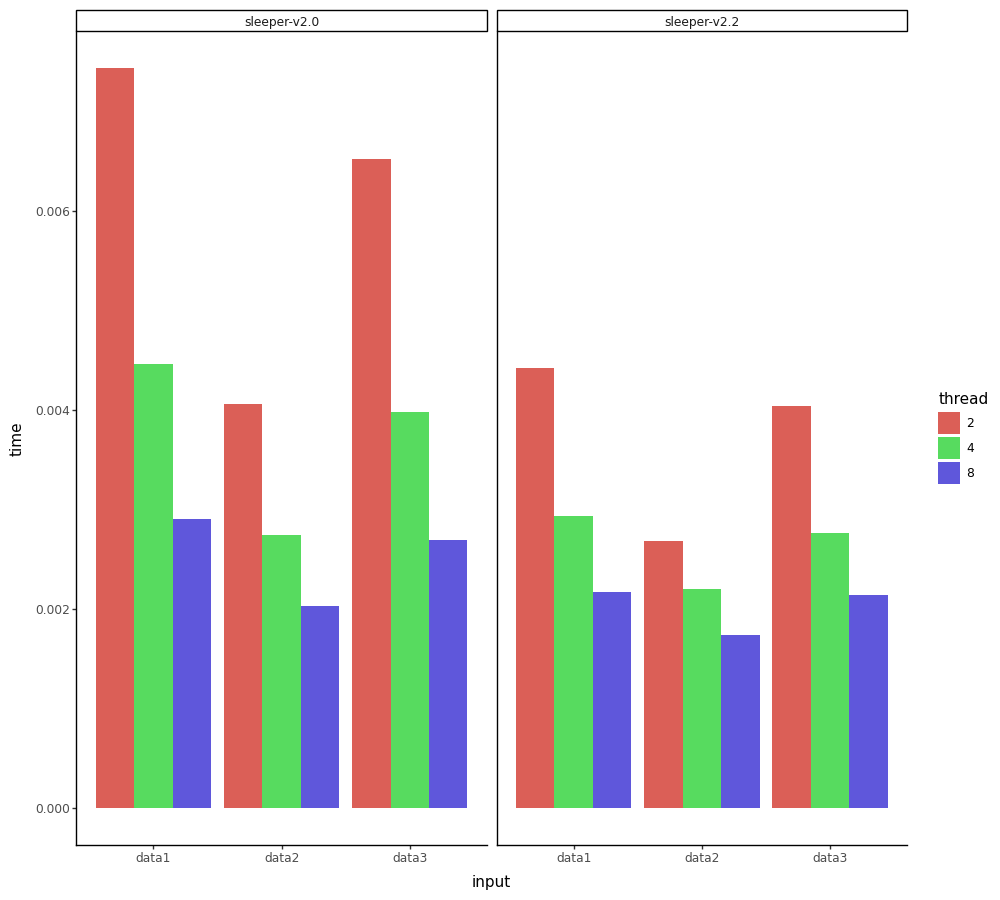 sleeper-v2.0
sleeper-v2.2
time
0.006
0.004
0.002
0.000
data1
data2
data3
data1
data2
data3
input
thread
2
4
8